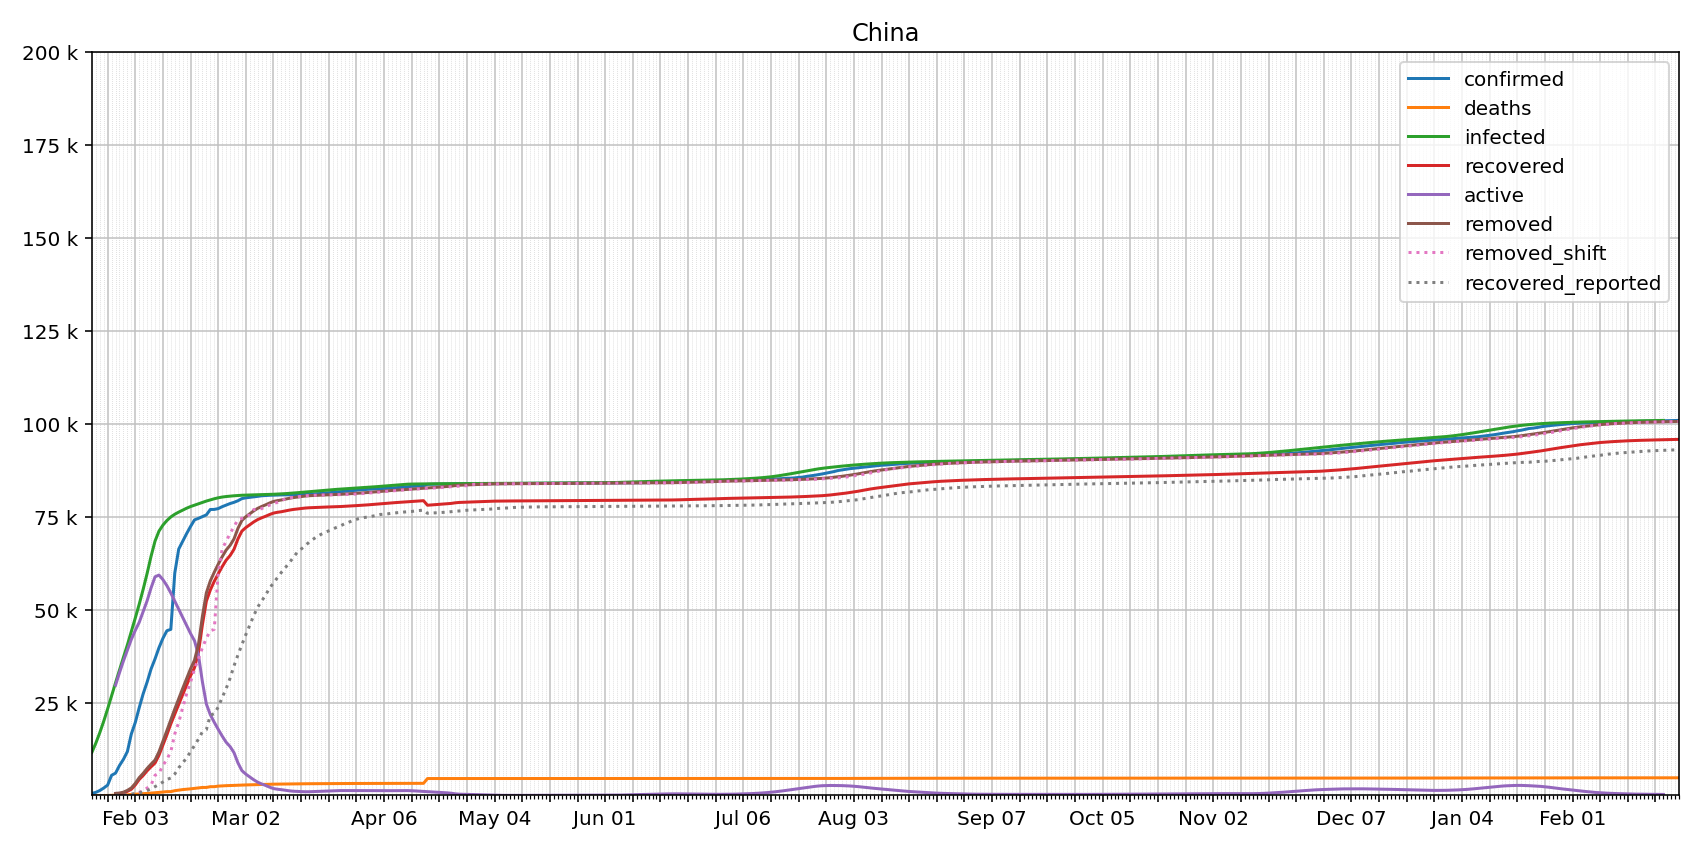 China
200 k
175 k
150 k
125 k
100 k
75 k
50 k
25 k
confirmed
deaths
infected
recovered
active
removed
removed_shift
recovered_reported
Feb 03 Mar 02 Apr 06 May 04 Jun 01 Jul 06 Aug 03 Sep 07 Oct 05 Nov 02 Dec 07 Jan 04 Feb 01